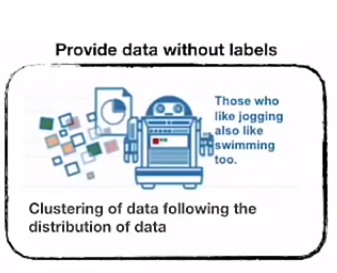 Provide data without labels
Those who
like jogging
also like
swimming
too.
Clustering of data following the
distribution of data